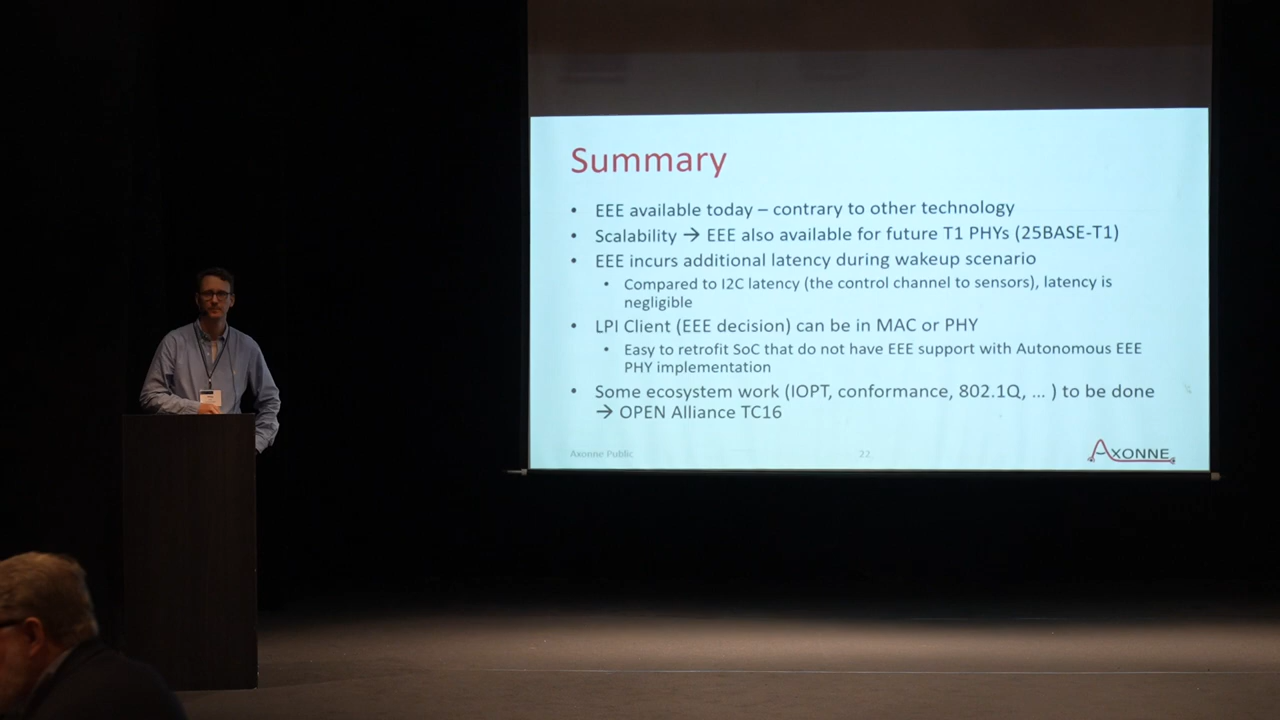 Summary
• EEE available today – contrary to other technology
• Scalability → EEE also available for future T1 PHYs (25BASE-T1)
• EEE incurs additional latency during wakeup scenario
• Compared to I2C latency (the control channel to sensors), latency is
negligible
• LPI Client (EEE decision) can be in MAC or PHY
• Easy to retrofit SoC that do not have EEE support with Autonomous EEE
PHY implementation
• Some ecosystem work (IOPT, conformance, 802.1Q, ... ) to be done
→ OPEN Alliance TC16
Axonne Public
22
AXONNE